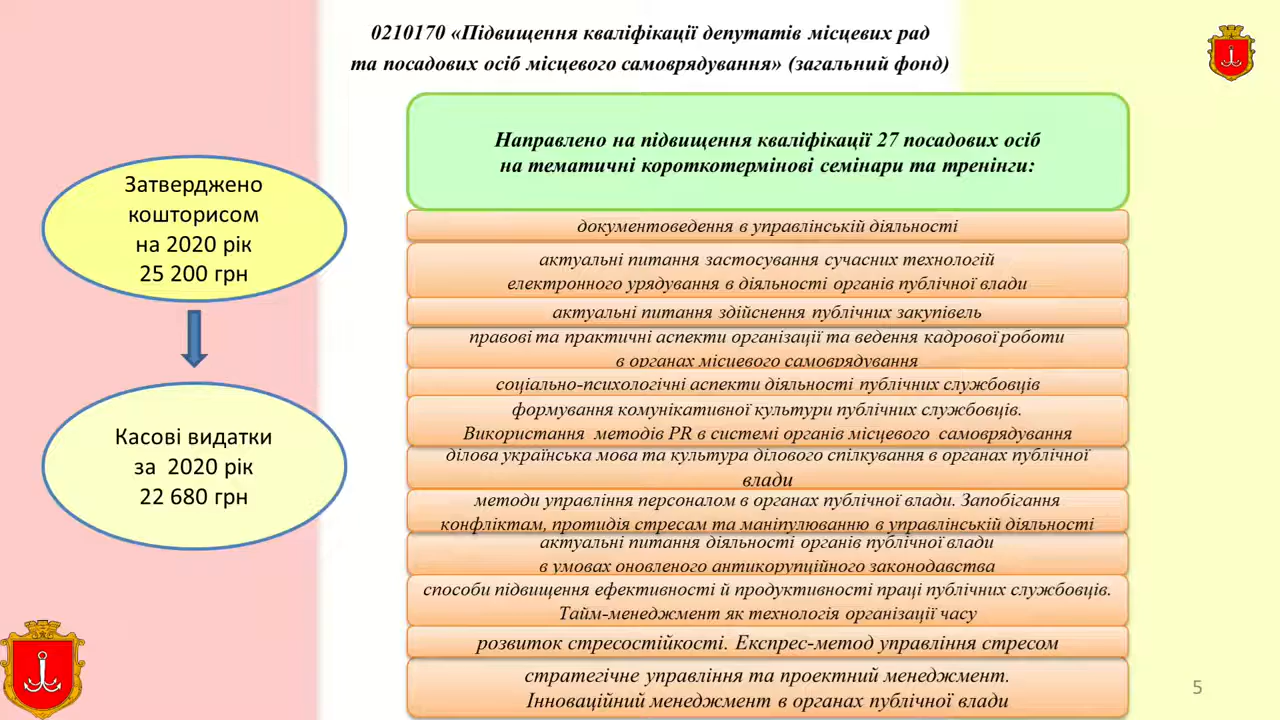 0210170 «Підвищення кваліфікації депутатів місцевих рад
та посадових осіб місцевого самоврядування» (загальний фонд)
Затверджено
кошторисом
на 2020 рік
25 200 грн
Касові видатки
за 2020 рік
22 680 грн
Направлено на підвищення кваліфікації 27 посадових осіб
на тематичні короткотермінові семінари та тренінги:
документоведення в управлінській діяльності
актуальні питання застосування сучасних технологій
електронного урядування в діяльності органів публічної влади
актуальні питання здійснення публічних закупівель
правові та практичні аспекти організації та ведення кадрової роботи
в органах місцевого самоврядування
соціально-психологічні аспекти діяльності публічних службовців
формування комунікативної культури публічних службовців.
Використання методів PR в системі органів місцевого самоврядування
ділова українська мова та культура ділового спілкування в органах публічної
влади
методи управління персоналом в органах публічної влади. Запобігання
конфліктам, протидія стресам та маніпулюванню в управлінській діяльності
актуальні питання діяльності органів публічної влади
в умовах оновленого антикорупційного законодавства
способи підвищення ефективності й продуктивності праці публічних службовців.
Тайм-менеджмент як технологія організації часу
розвиток стресостійкості. Експрес-метод управління стресом
стратегічне управління та проектний менеджмент.
Інноваційний менеджмент в органах публічної влади
5